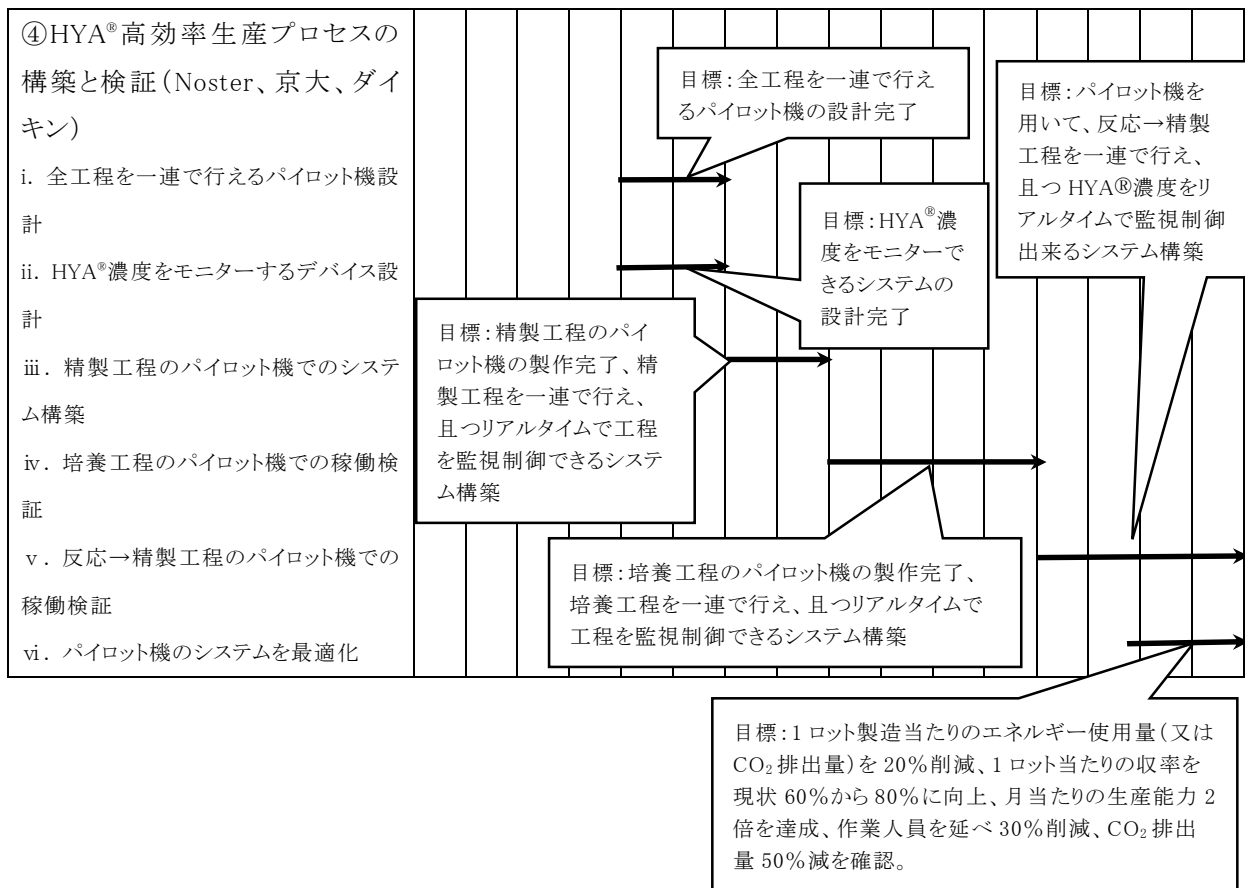 ④HYA®高効率生産プロセスの
構築と検証（Noster、京大、ダイ
キン）
i. 全工程を一連で行えるパイロット機設
計
ii. HYA®濃度をモニターするデバイス設
計
ⅲ. 精製工程のパイロット機でのシステ
ム構築
ⅳ. 培養工程のパイロット機での稼働検
証
ⅴ. 反応→精製工程のパイロット機での
稼働検証
ⅵ. パイロット機のシステムを最適化
目標：全工程を一連で行え
るパイロット機の設計完了
目標：HYA®濃
度をモニターで
きるシステムの
設計完了
目標：パイロット機を
用いて、反応→精製
工程を一連で行え、
且つ HYA®濃度をリ
アルタイムで監視制御
出来るシステム構築
目標：精製工程のパイ
ロット機の製作完了、精
製工程を一連で行え、
且つリアルタイムで工程
を監視制御できるシステ
ム構築
目標：培養工程のパイロット機の製作完了、
培養工程を一連で行え、且つリアルタイムで
工程を監視制御できるシステム構築
目標：1 ロット製造当たりのエネルギー使用量（又は
CO₂排出量）を 20％削減、1 ロット当たりの収率を
現状 60％から 80％に向上、月当たりの生産能力 2
倍を達成、作業人員を延べ 30％削減、CO₂排出
量 50％減を確認。